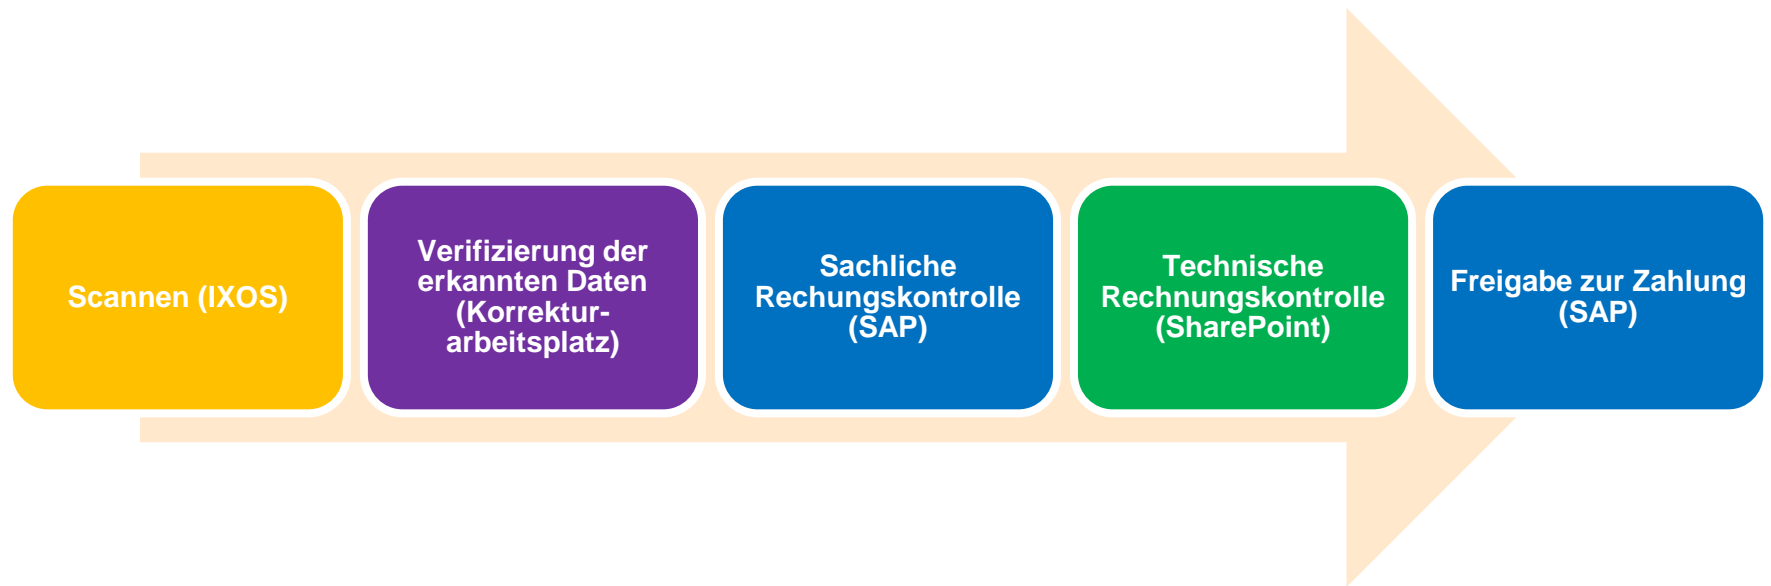 Scannen (IXOS)
Verifizierung der
erkannten Daten
(Korrektur-
arbeitsplatz)
Sachliche
Rechungskontrolle
(SAP)
Technische
Rechnungskontrolle
(SharePoint)
Freigabe zur Zahlung
(SAP)